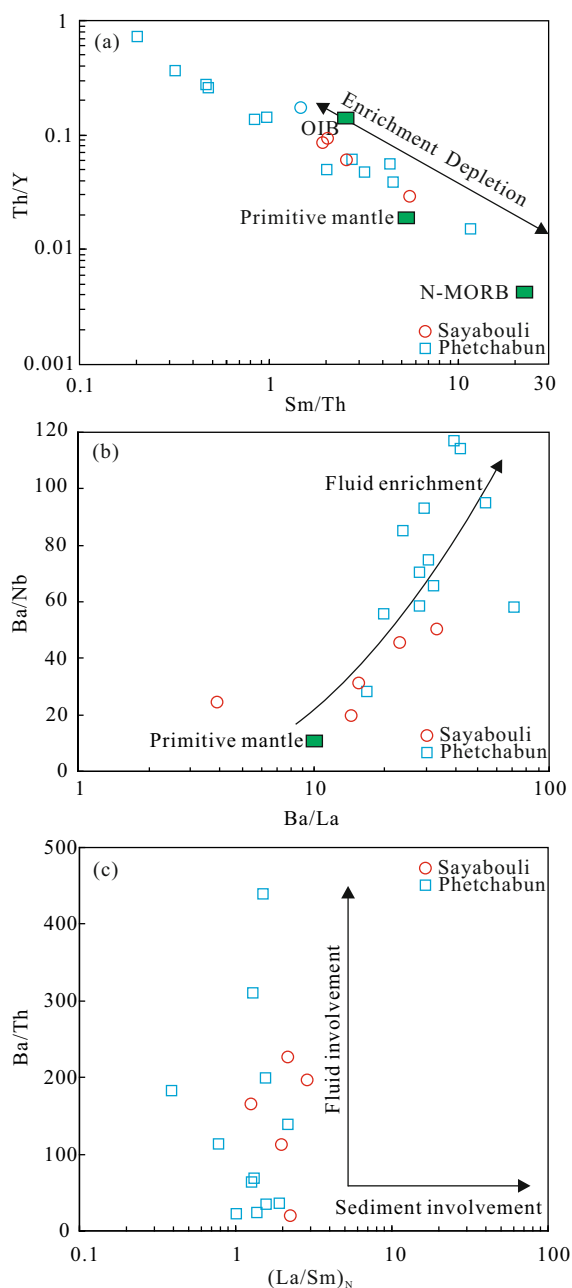 1
(a)
Enrichment Depletion
OIB
0.1
Th/Y
Primitive mantle
0.01
N-MORB
Sayabouli
Phetchabun
0.001
0.1 1 10 30
Sm/Th
120
(b)
Fluid enrichment
100
80
Ba/Nb
60
40
20
Primitive mantle
Sayabouli
Phetchabun
0
1 10 100
Ba/La
500
(c)
Sayabouli
Phetchabun
400
300
Ba/Th
Fluid involvement
200
100
Sediment involvement
0
0.1 1 10 100
(La/Sm)N